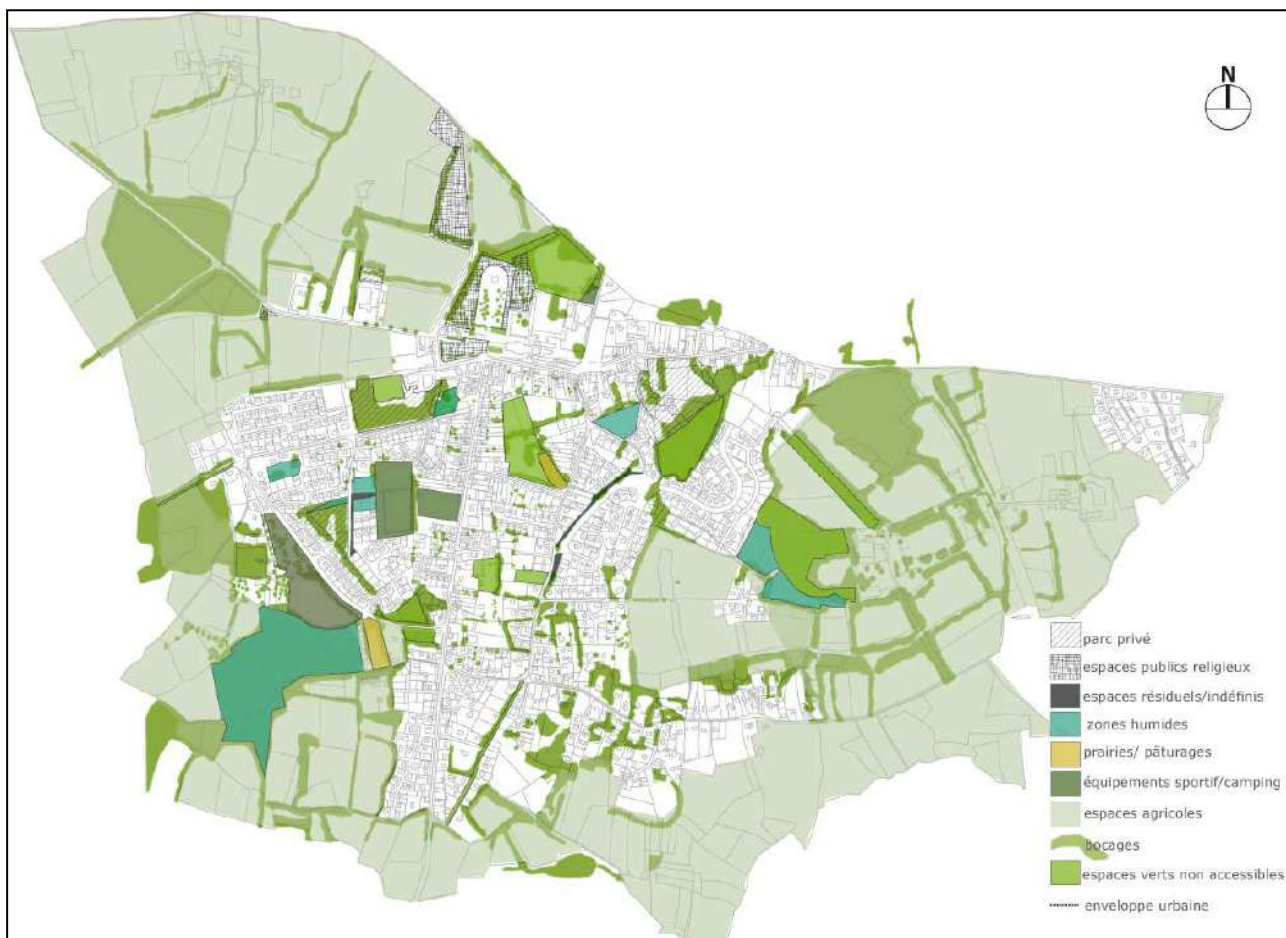 N
parc privé
espaces publics religieux
espaces résiduels/indéfinis
zones humides
prairies/ pâturages
équipements sportif/camping
espaces agricoles
bocages
espaces verts non accessibles
enveloppe urbaine